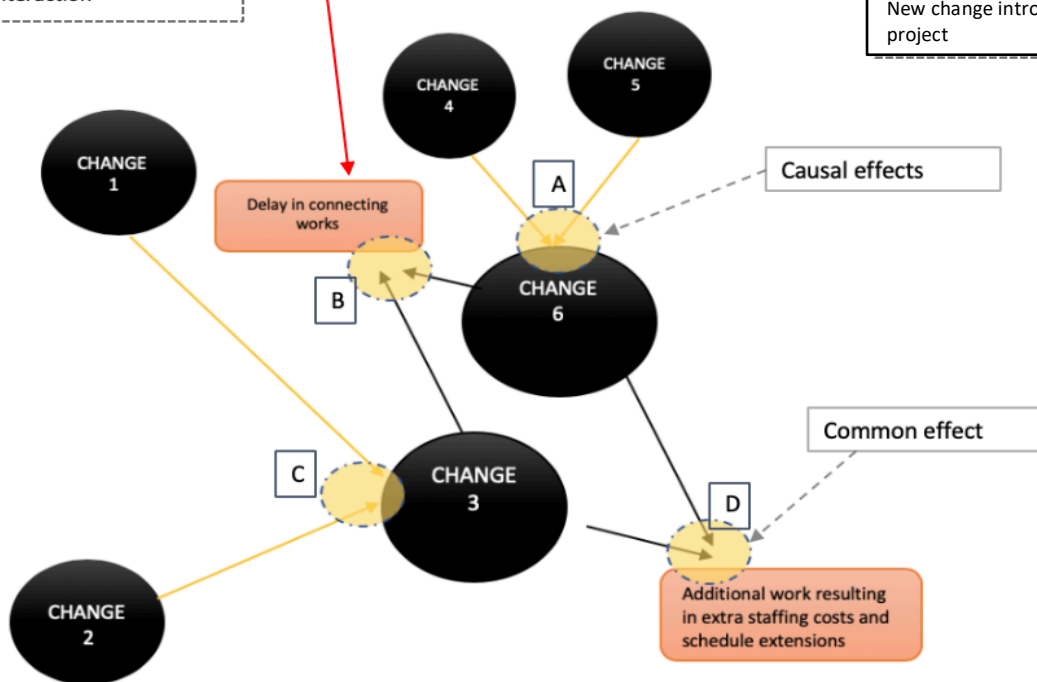 New change intro
project
CHANGE
4
CHANGE
5
CHANGE
1
A
Causal effects
Delay in connecting
works
B
CHANGE
6
Common effect
C
CHANGE
3
D
CHANGE
2
Additional work resulting
in extra staffing costs and
schedule extensions